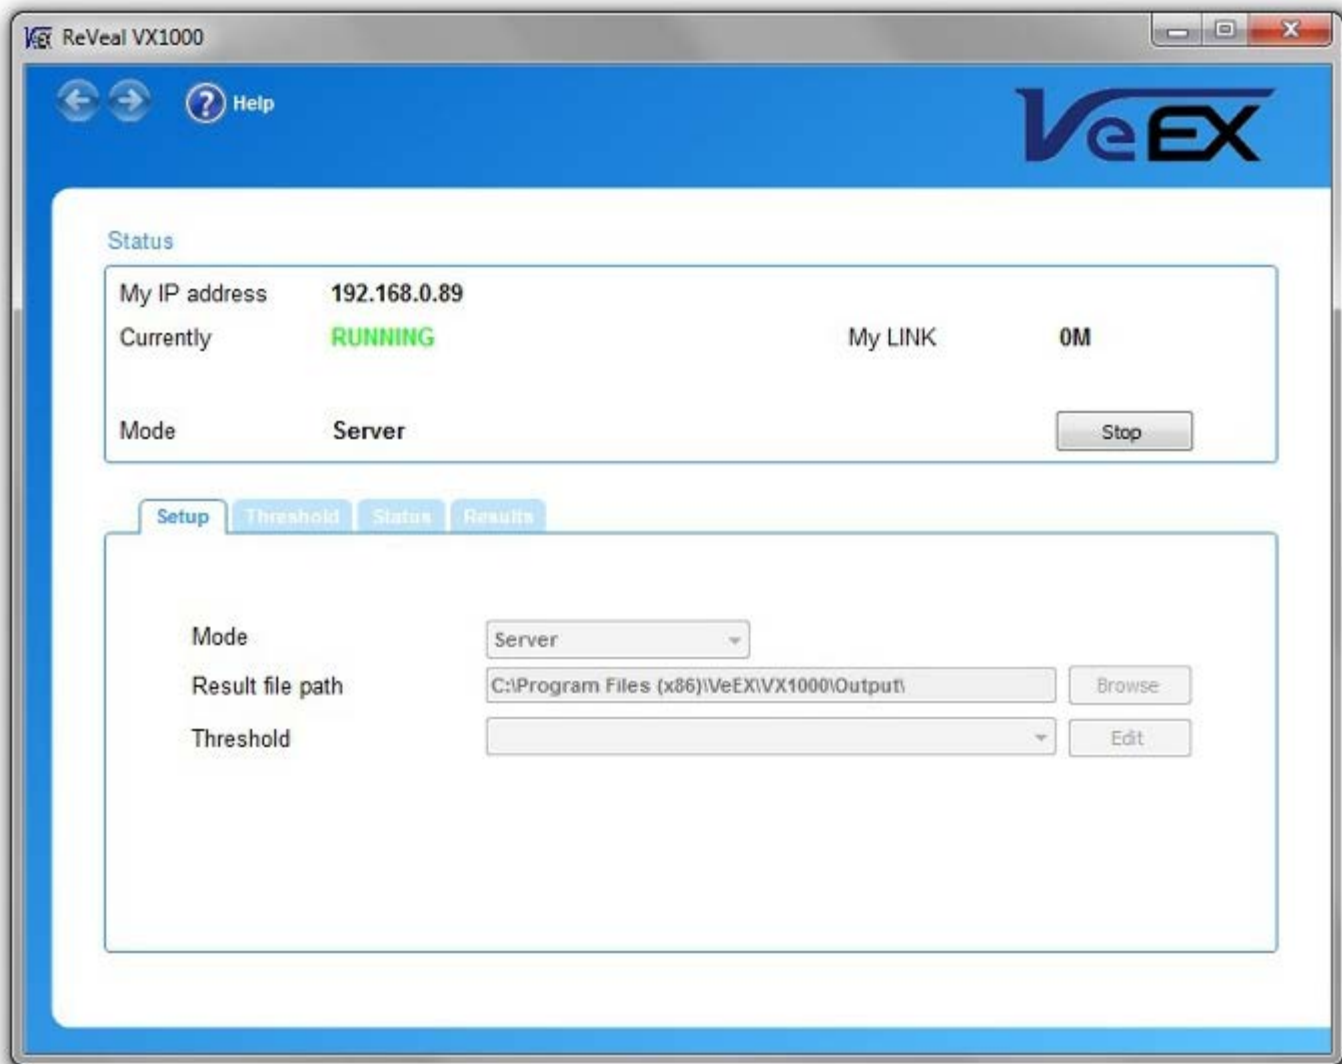 VeEX ReVeal VX1000
Help
VeEX
Status
My IP address 192.168.0.89
Currently RUNNING My LINK 0M
Mode Server Stop
Setup Threshold Status Results
Mode Server
Result file path C:\Program Files (x86)\VeEX\VX1000\Output\ Browse
Threshold Edit